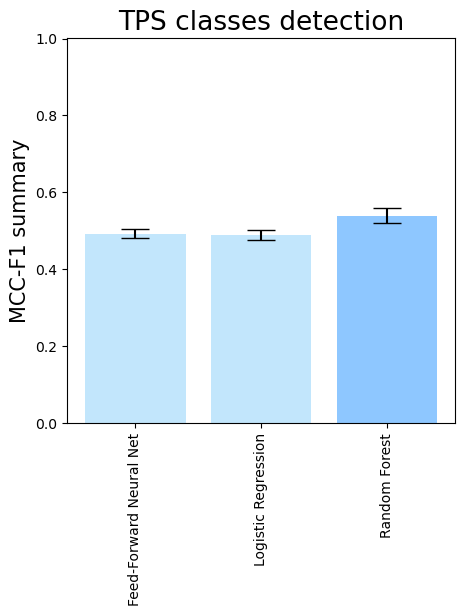 TPS classes detection
MCC-F1 summary
1.0
0.8
0.6
0.4
0.2
0.0
Feed-Forward Neural Net
Logistic Regression
Random Forest